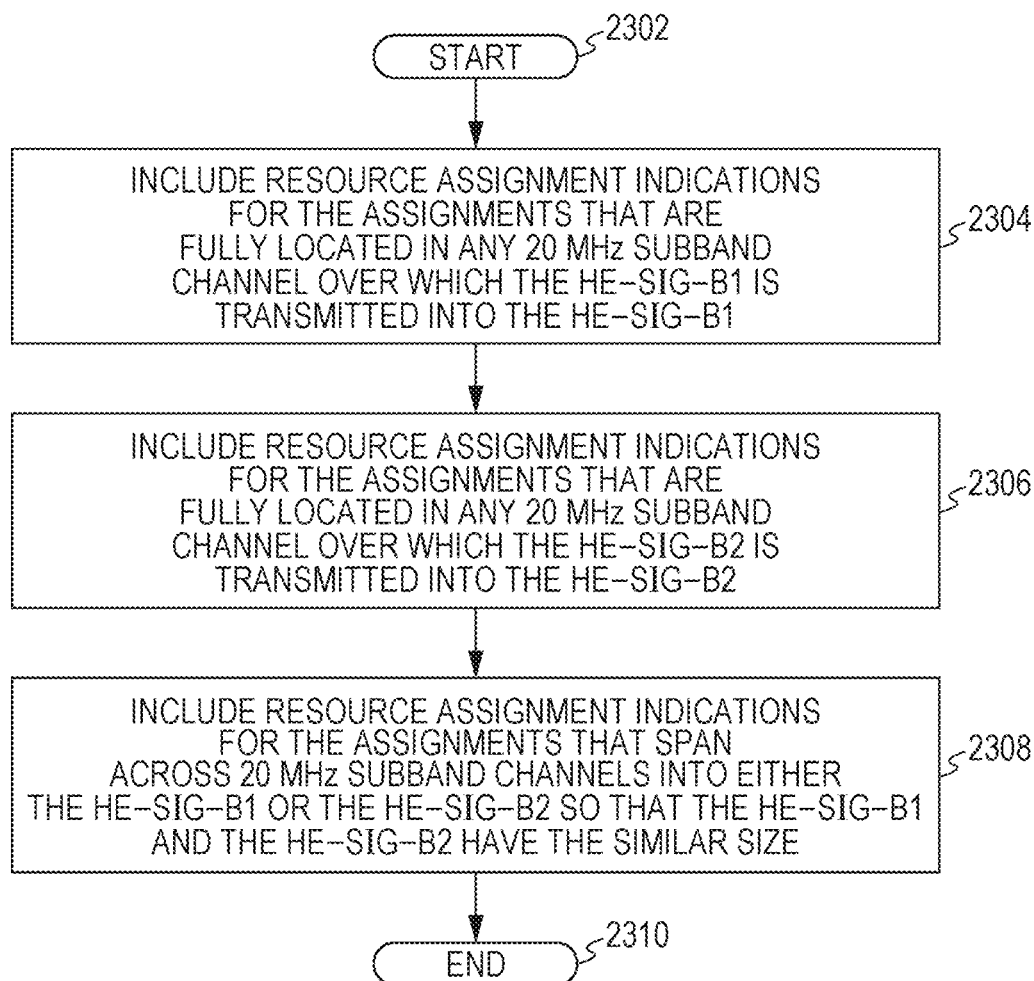 2302
START
INCLUDE RESOURCE ASSIGNMENT INDICATIONS
FOR THE ASSIGNMENTS THAT ARE
FULLY LOCATED IN ANY 20 MHz SUBBAND
CHANNEL OVER WHICH THE HE-SIG-B1 IS
TRANSMITTED INTO THE HE-SIG-B1
2304
INCLUDE RESOURCE ASSIGNMENT INDICATIONS
FOR THE ASSIGNMENTS THAT ARE
FULLY LOCATED IN ANY 20 MHz SUBBAND
CHANNEL OVER WHICH THE HE-SIG-B2 IS
TRANSMITTED INTO THE HE-SIG-B2
2306
INCLUDE RESOURCE ASSIGNMENT INDICATIONS
FOR THE ASSIGNMENTS THAT SPAN
ACROSS 20 MHz SUBBAND CHANNELS INTO EITHER
THE HE-SIG-B1 OR THE HE-SIG-B2 SO THAT THE HE-SIG-B1
AND THE HE-SIG-B2 HAVE THE SIMILAR SIZE
2308
2310
END